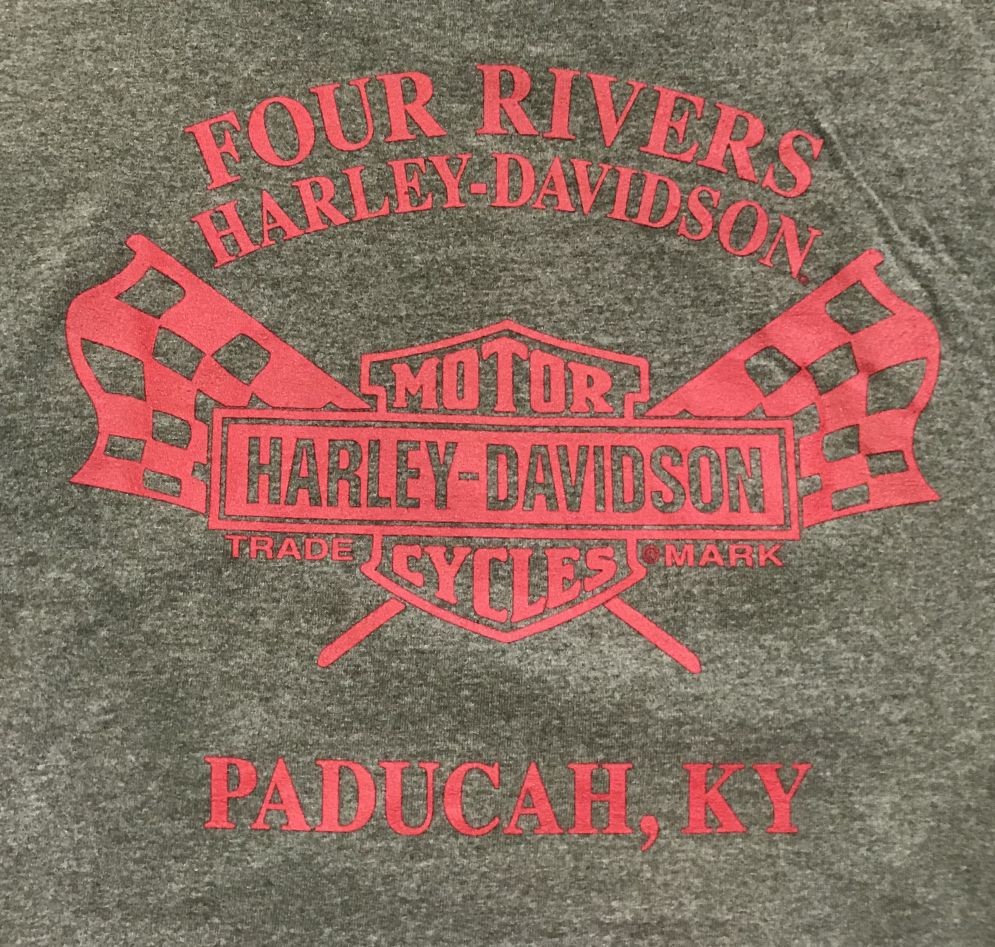 FOUR RIVERS
HARLEY-DAVIDSON
MOTOR
HARLEY-DAVIDSON
TRADE CYCLES ® MARK
PADUCAH, KY